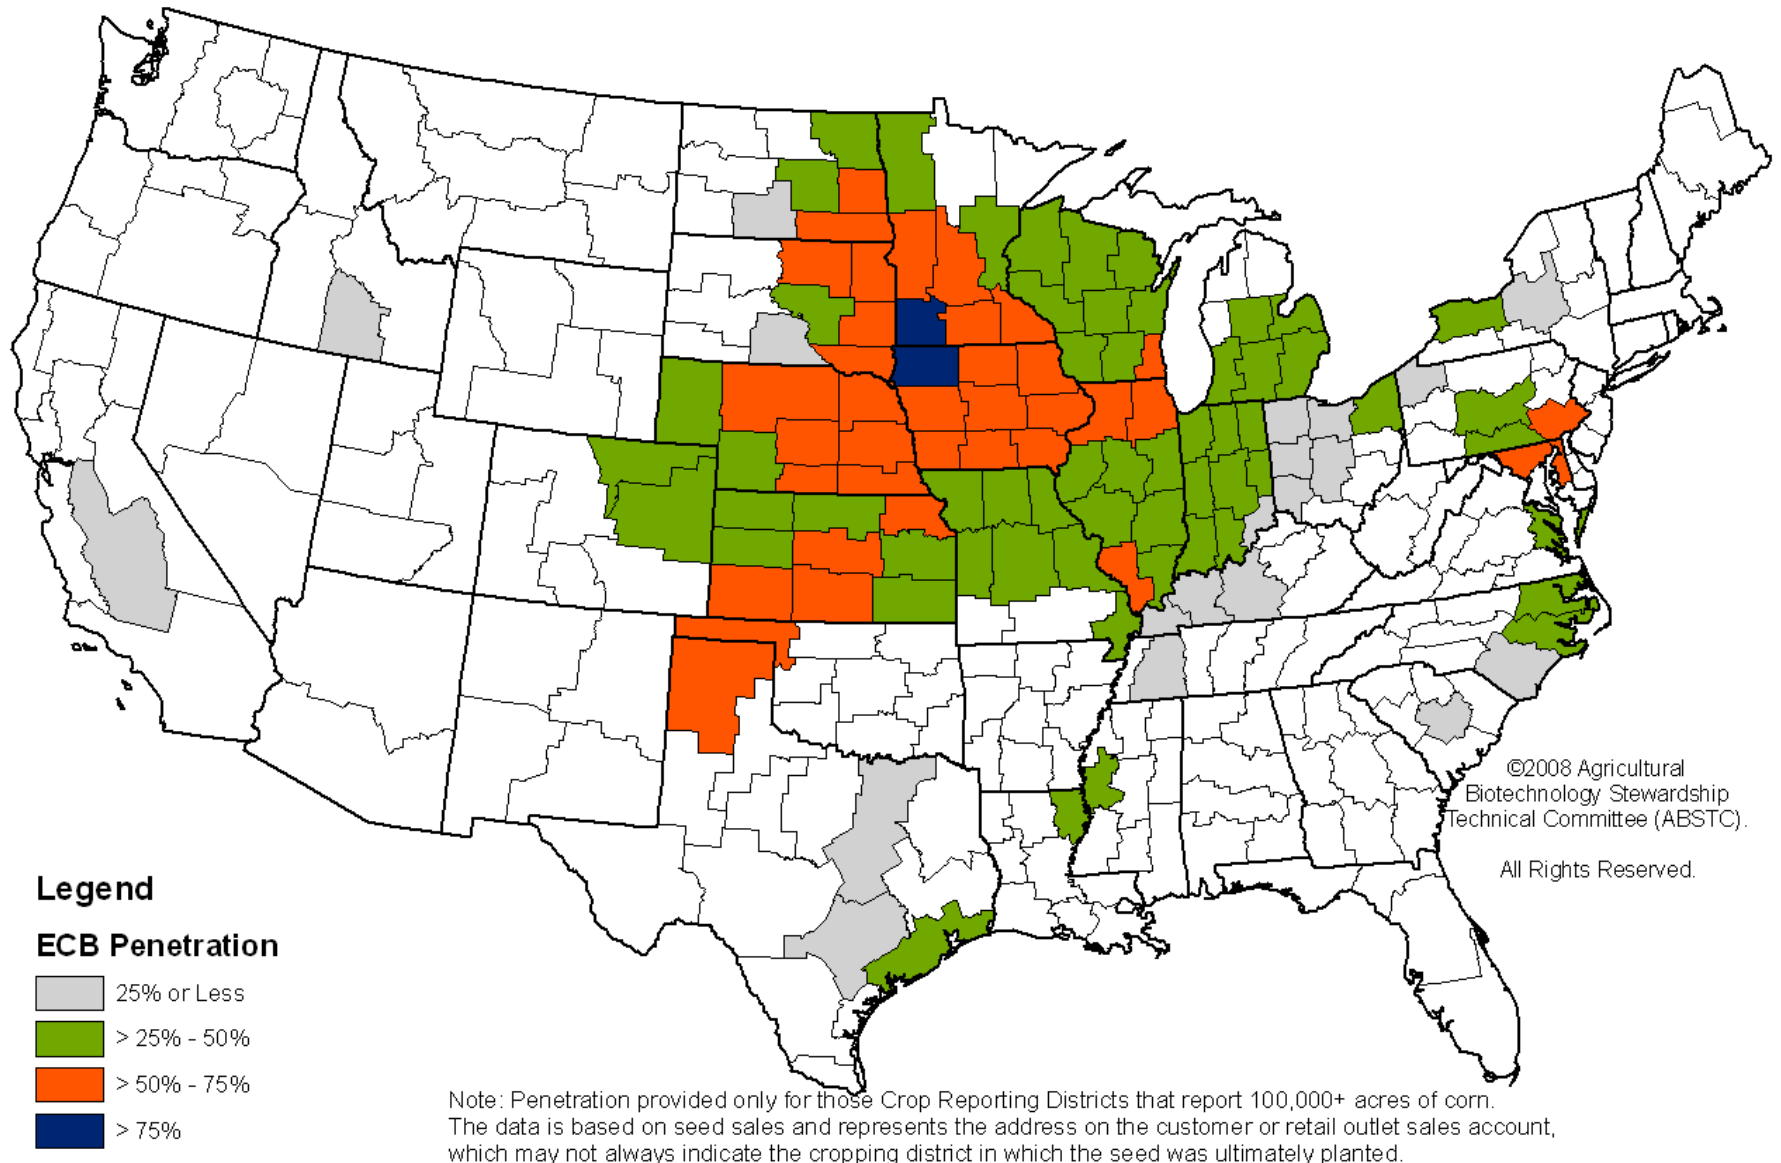 ©2008 Agricultural
Biotechnology Stewardship
Technical Committee (ABSTC).
All Rights Reserved.
Legend
ECB Penetration
25% or Less
> 25% - 50%
> 50% - 75%
> 75%
Note: Penetration provided only for those Crop Reporting Districts that report 100,000+ acres of corn.
The data is based on seed sales and represents the address on the customer or retail outlet sales account,
which may not always indicate the cropping district in which the seed was ultimately planted.